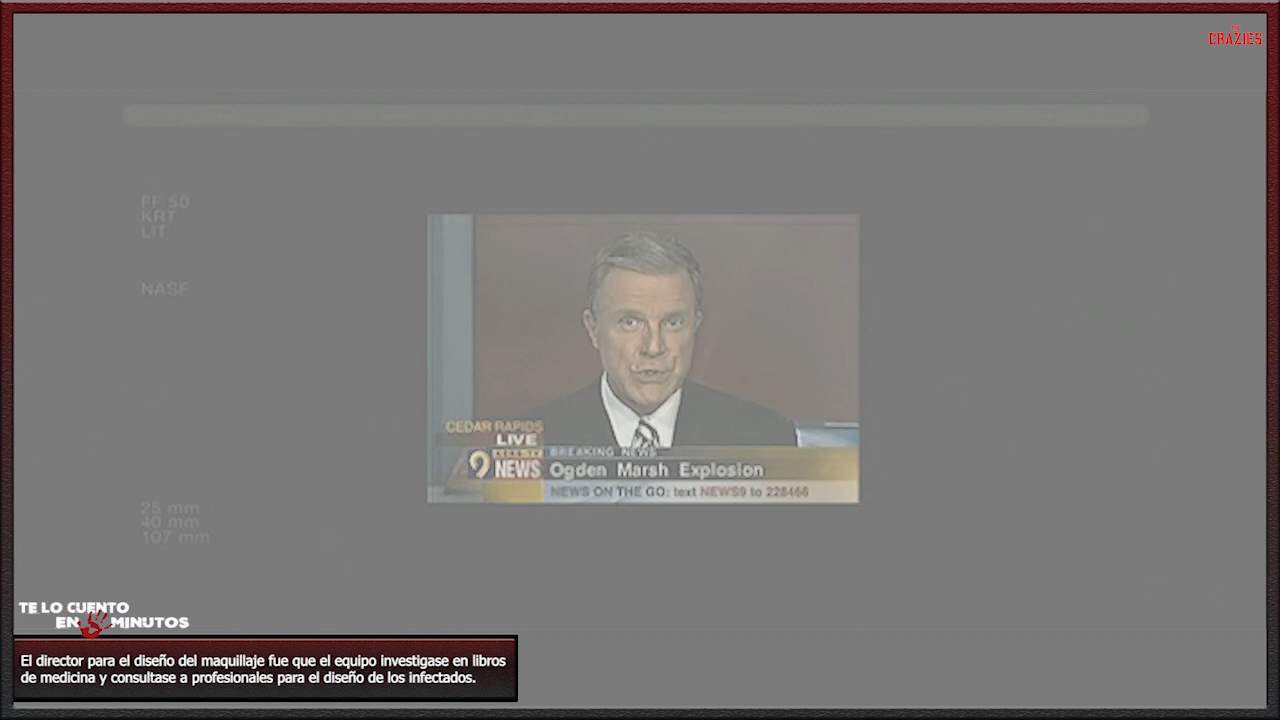 THE
CRAZIES
FF 50
KRT
LIT
NASF
CEDAR RAPIDS
LIVE
9 NEWS
BREAKING NEWS
Ogden Marsh Explosion
NEWS ON THE GO: text NEWS9 to 228466
25 mm
40 mm
107 mm
TE LO CUENTO
EN 5 MINUTOS
El director para el diseño del maquillaje fue que el equipo investigase en libros
de medicina y consultase a profesionales para el diseño de los infectados.